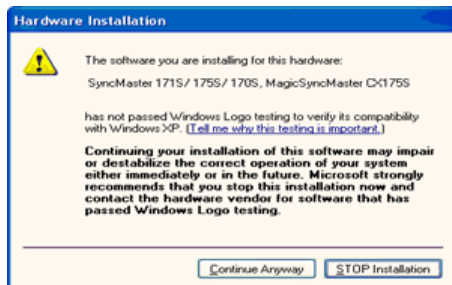 Hardware Installation
The software you are installing for this hardware:
SyncMaster 171S/ 175S/ 170S, MagicSyncMaster CX175S
has not passed Windows Logo testing to verify its compatibility
with Windows XP. (Tell me why this testing is important.)
Continuing your installation of this software may impair
or destabilize the correct operation of your system
either immediately or in the future. Microsoft strongly
recommends that you stop this installation now and
contact the hardware vendor for software that has
passed Windows Logo testing.
Continue Anyway
STOP Installation